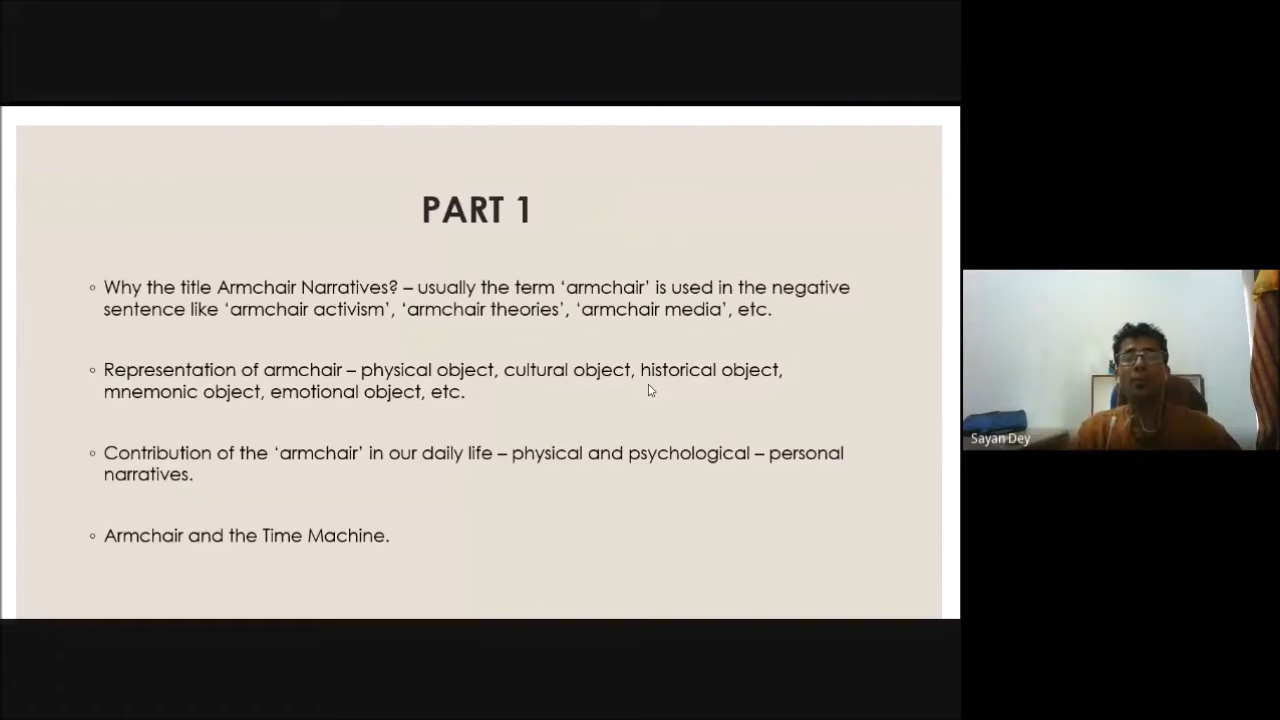 PART 1
◦ Why the title Armchair Narratives? – usually the term ‘armchair’ is used in the negative
sentence like ‘armchair activism’, ‘armchair theories’, ‘armchair media’, etc.
◦ Representation of armchair – physical object, cultural object, historical object,
mnemonic object, emotional object, etc.
◦ Contribution of the ‘armchair’ in our daily life – physical and psychological – personal
narratives.
◦ Armchair and the Time Machine.
Sayan Dey